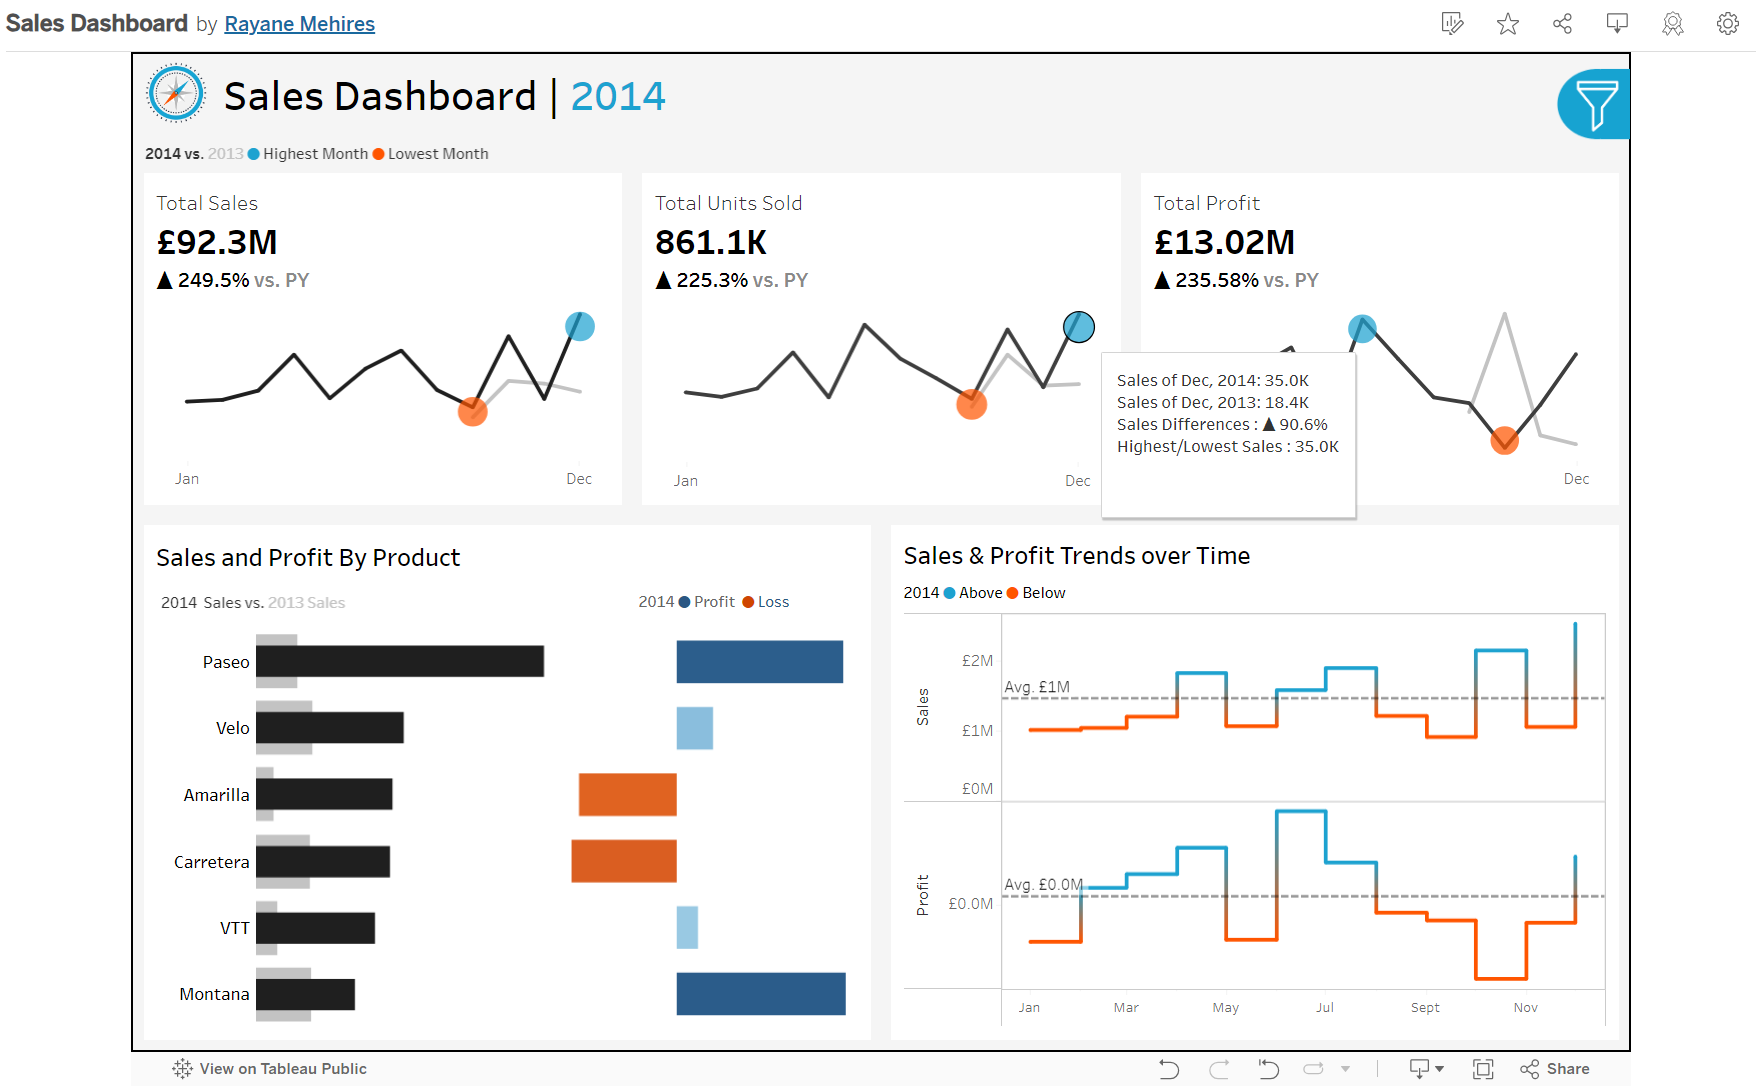 Sales Dashboard by Rayane Mehires
Sales Dashboard | 2014
2014 vs. 2013 Highest Month Lowest Month
Total Sales
£92.3M
▲ 249.5% vs. PY
Jan Dec
Total Units Sold
861.1K
▲ 225.3% vs. PY
Jan Dec
Total Profit
£13.02M
▲ 235.58% vs. PY
Dec
Sales of Dec, 2014: 35.0K
Sales of Dec, 2013: 18.4K
Sales Differences : ▲ 90.6%
Highest/Lowest Sales : 35.0K
Sales and Profit By Product
2014 Sales vs. 2013 Sales
2014 Profit Loss
Paseo
Velo
Amarilla
Carretera
VTT
Montana
Sales & Profit Trends over Time
2014 Above Below
Sales
£2M
Avg. £1M
£1M
£0M
Profit
Avg. £0.0M
£0.0M
Jan Mar May Jul Sept Nov
View on Tableau Public
Share